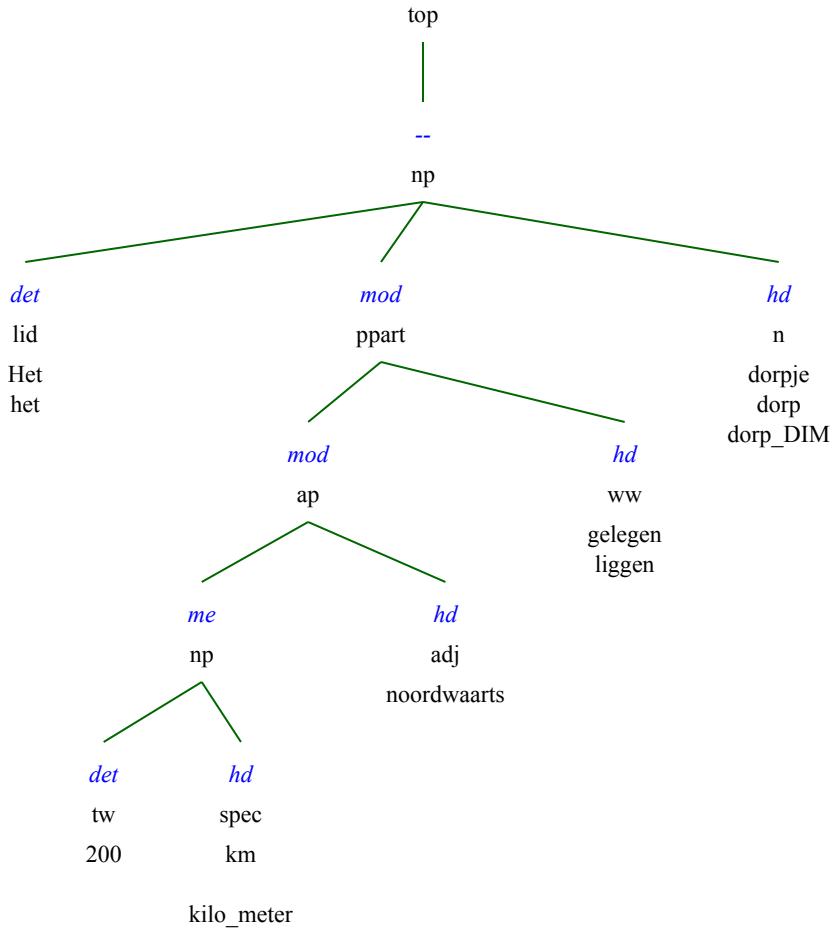 top
--
np
det mod hd
lid ppart n
Het dorpje
het dorp
dorp_DIM
mod hd
ap ww
gelegen
liggen
me hd
np adj
noordwaarts
det hd
tw spec
200 km
kilo_meter